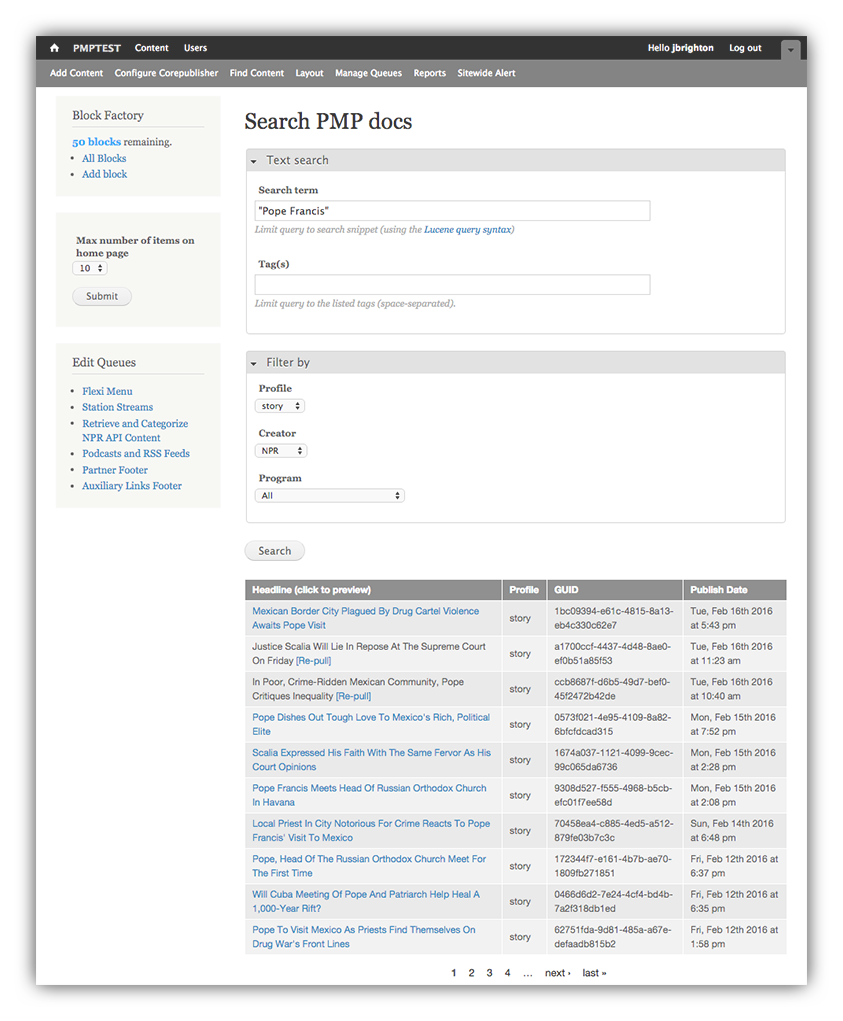 PMPTEST Content Users Hello jbrighton Log out
Add Content Configure Corepublisher Find Content Layout Manage Queues Reports Sitewide Alert
Block Factory
50 blocks remaining.
• All Blocks
• Add block
Max number of items on
home page
10
Submit
Edit Queues
• Flexi Menu
• Station Streams
• Retrieve and Categorize
NPR API Content
• Podcasts and RSS Feeds
• Partner Footer
• Auxiliary Links Footer
Search PMP docs
Text search
Search term
"Pope Francis"
Limit query to search snippet (using the Lucene query syntax)
Tag(s)
Limit query to the listed tags (space-separated).
Filter by
Profile
story
Creator
NPR
Program
All
Search
Headline (click to preview) Profile GUID Publish Date
Mexican Border City Plagued By Drug Cartel Violence
Awaits Pope Visit
story
1bc09394-e61c-4815-8a13-
eb4c330c62e7
Tue, Feb 16th 2016
at 5:43 pm
Justice Scalia Will Lie In Repose At The Supreme Court
On Friday [Re-pull]
story
a1700ccf-4437-4d48-8ae0-
ef0b51a85f53
Tue, Feb 16th 2016
at 11:23 am
In Poor, Crime-Ridden Mexican Community, Pope
Critiques Inequality [Re-pull]
story
ccb8687f-d6b5-49d7-bef0-
45f2472b42de
Tue, Feb 16th 2016
at 10:40 am
Pope Dishes Out Tough Love To Mexico's Rich, Political
Elite
story
0573f021-4e95-4109-8a82-
6bfcfdcad315
Mon, Feb 15th 2016
at 7:52 pm
Scalia Expressed His Faith With The Same Fervor As His
Court Opinions
story
1674a037-1121-4099-9cec-
99c065da6736
Mon, Feb 15th 2016
at 2:28 pm
Pope Francis Meets Head Of Russian Orthodox Church
In Havana
story
9308d527-f555-4968-b5cb-
efc01f7ee58d
Mon, Feb 15th 2016
at 2:08 pm
Local Priest In City Notorious For Crime Reacts To Pope
Francis' Visit To Mexico
story
70458ea4-c885-4ed5-a512-
879fe03b7c3c
Sun, Feb 14th 2016
at 6:48 pm
Pope, Head Of The Russian Orthodox Church Meet For
The First Time
story
172344f7-e161-4b7b-ae70-
1809fb271851
Fri, Feb 12th 2016 at
6:37 pm
Will Cuba Meeting Of Pope And Patriarch Help Heal A
1,000-Year Rift?
story
0466d6d2-7e24-4cf4-bd4b-
7a2f318db1ed
Fri, Feb 12th 2016 at
6:35 pm
Pope To Visit Mexico As Priests Find Themselves On
Drug War's Front Lines
story
62751fda-9d81-485a-a67e-
defaadb815b2
Fri, Feb 12th 2016 at
1:58 pm
1 2 3 4 … next › last »